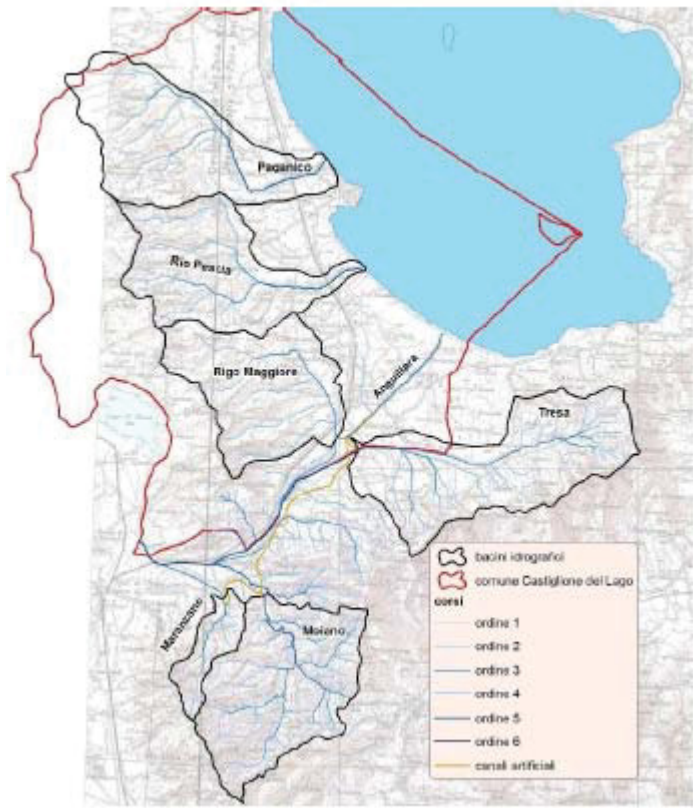 Paganico
Rio Pescia
Rigo Maggiore
Anguillara
Tresa
Maranzano
Moiano
bacini idrografici
comune Castiglione del Lago
corsi
ordine 1
ordine 2
ordine 3
ordine 4
ordine 5
ordine 6
canali artificiali